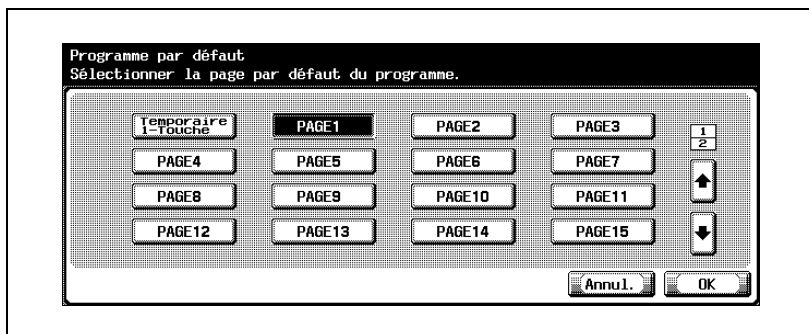 Programme par défaut
Sélectionner la page par défaut du programme.
Temporaire
1-Touche
PAGE1
PAGE2
PAGE3
1
2
PAGE4
PAGE5
PAGE6
PAGE7
PAGE8
PAGE9
PAGE10
PAGE11
PAGE12
PAGE13
PAGE14
PAGE15
Annul.
OK